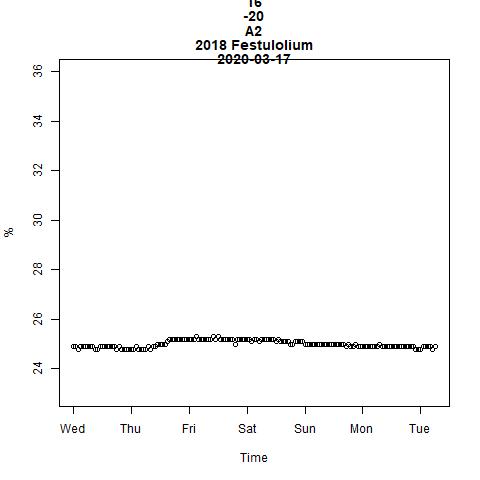 16
-20
A2
2018 Festulolium
2020-03-17
36
34
32
30
28
26
24
%
Wed Thu Fri Sat Sun Mon Tue
Time